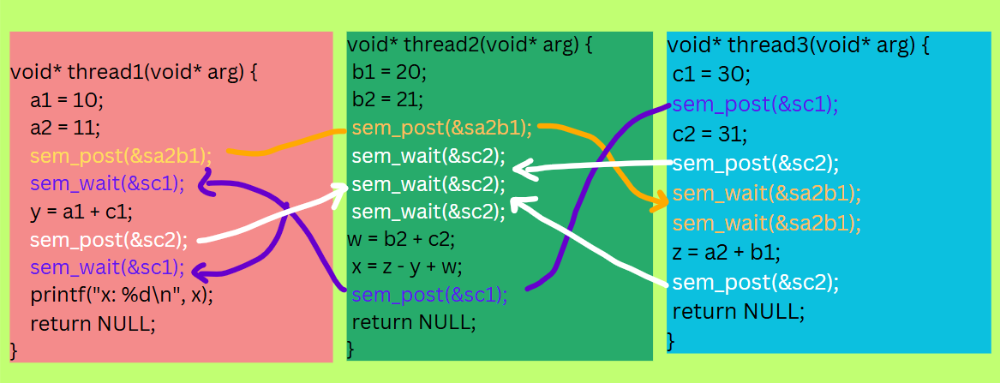 void* thread1(void* arg) {
a1 = 10;
a2 = 11;
sem_post(&sa2b1);
sem_wait(&sc1);
y = a1 + c1;
sem_post(&sc2);
sem_wait(&sc1);
printf("x: %d\n", x);
return NULL;
}
void* thread2(void* arg) {
b1 = 20;
b2 = 21;
sem_post(&sa2b1);
sem_wait(&sc2);
sem_wait(&sc2);
sem_wait(&sc2);
w = b2 + c2;
x = z - y + w;
sem_post(&sc1);
return NULL;
}
void* thread3(void* arg) {
c1 = 30;
sem_post(&sc1);
c2 = 31;
sem_post(&sc2);
sem_wait(&sa2b1);
sem_wait(&sa2b1);
z = a2 + b1;
sem_post(&sc2);
return NULL;
}